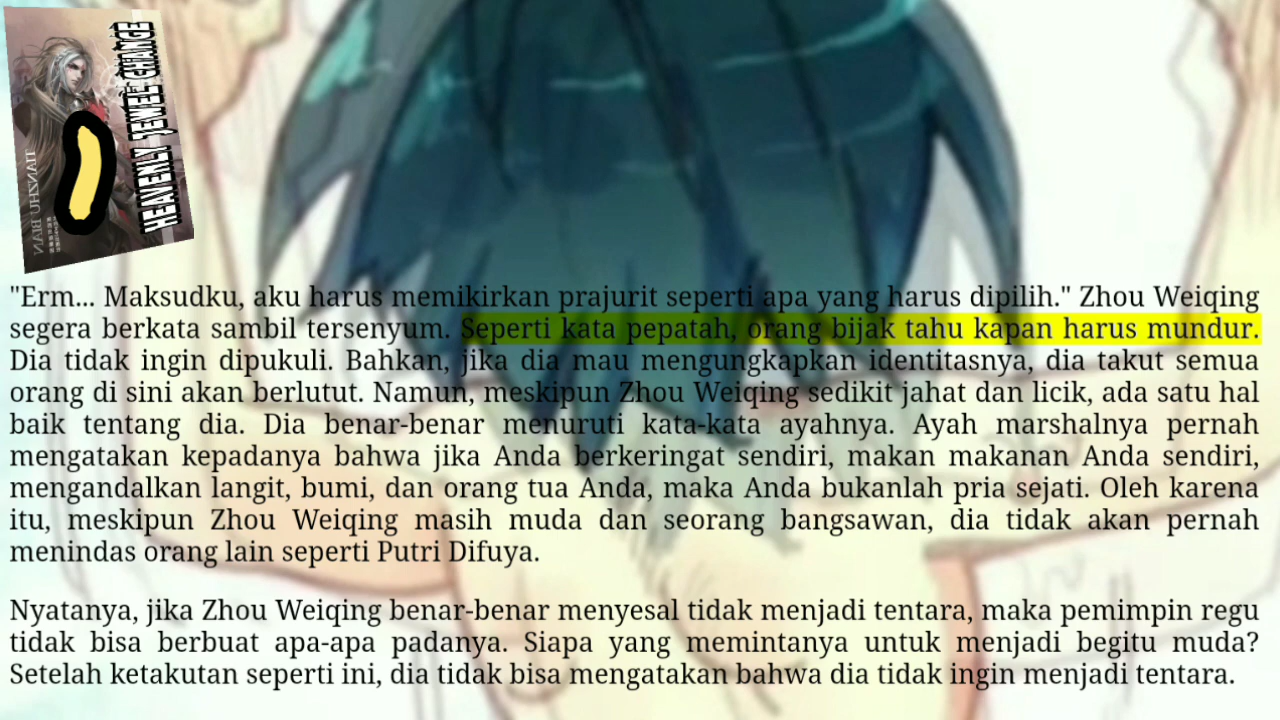 HEAVENLY JEWEL CHANGE
TIANZHU BIAN
"Erm... Maksudku, aku harus memikirkan prajurit seperti apa yang harus dipilih." Zhou Weiqing
segera berkata sambil tersenyum. Seperti kata pepatah, orang bijak tahu kapan harus mundur.
Dia tidak ingin dipukuli. Bahkan, jika dia mau mengungkapkan identitasnya, dia takut semua
orang di sini akan berlutut. Namun, meskipun Zhou Weiqing sedikit jahat dan licik, ada satu hal
baik tentang dia. Dia benar-benar menuruti kata-kata ayahnya. Ayah marshalnya pernah
mengatakan kepadanya bahwa jika Anda berkeringat sendiri, makan makanan Anda sendiri,
mengandalkan langit, bumi, dan orang tua Anda, maka Anda bukanlah pria sejati. Oleh karena
itu, meskipun Zhou Weiqing masih muda dan seorang bangsawan, dia tidak akan pernah
menindas orang lain seperti Putri Difuya.
Nyatanya, jika Zhou Weiqing benar-benar menyesal tidak menjadi tentara, maka pemimpin regu
tidak bisa berbuat apa-apa padanya. Siapa yang memintanya untuk menjadi begitu muda?
Setelah ketakutan seperti ini, dia tidak bisa mengatakan bahwa dia tidak ingin menjadi tentara.